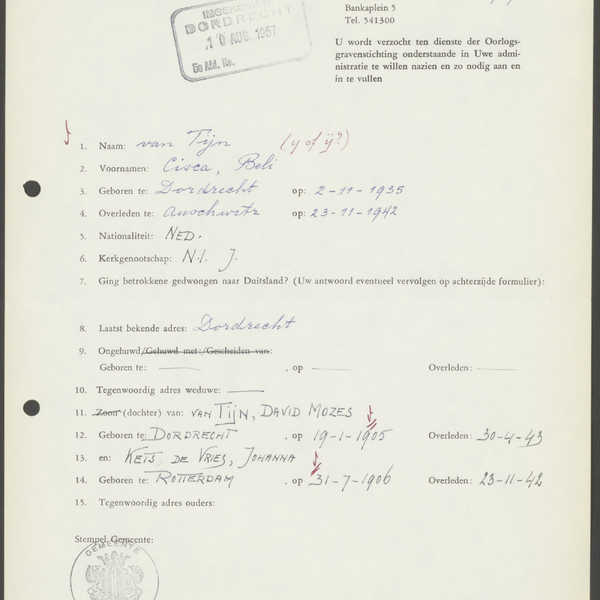 Bankaplein 5
Tel. 541300
INGEKOMEN
DORDRECHT
10 AUG. 1957
5e AM. No.
U wordt verzocht ten dienste der Oorlogs-
gravenstichting onderstaande in Uwe admi-
nistratie te willen nazien en zo nodig aan en
in te vullen
1. Naam: van Tijn (y of ij?)
2. Voornamen: Cisca, Beli
3. Geboren te: Dordrecht op: 2-11-1935
4. Overleden te: Auschwitz op: 23-11-1942
5. Nationaliteit: NED.
6. Kerkgenootschap: N.I. J.
7. Ging betrokkene gedwongen naar Duitsland? (Uw antwoord eventueel vervolgen op achterzijde formulier):
8. Laatst bekende adres: Dordrecht
9. Ongehuwd/Gehuwd met:/Gescheiden van:
Geboren te: — , op — Overleden: —
10. Tegenwoordig adres weduwe: —
11. Zoon (dochter) van: VAN TIJN, DAVID MOZES
12. Geboren te: DORDRECHT , op 19-1-1905 Overleden: 30-4-43
13. en: KETS DE VRIES, JOHANNA
14. Geboren te: ROTTERDAM , op 31-7-1906 Overleden: 23-11-42
15. Tegenwoordig adres ouders:
Stempel Gemeente:
GEMEENTE